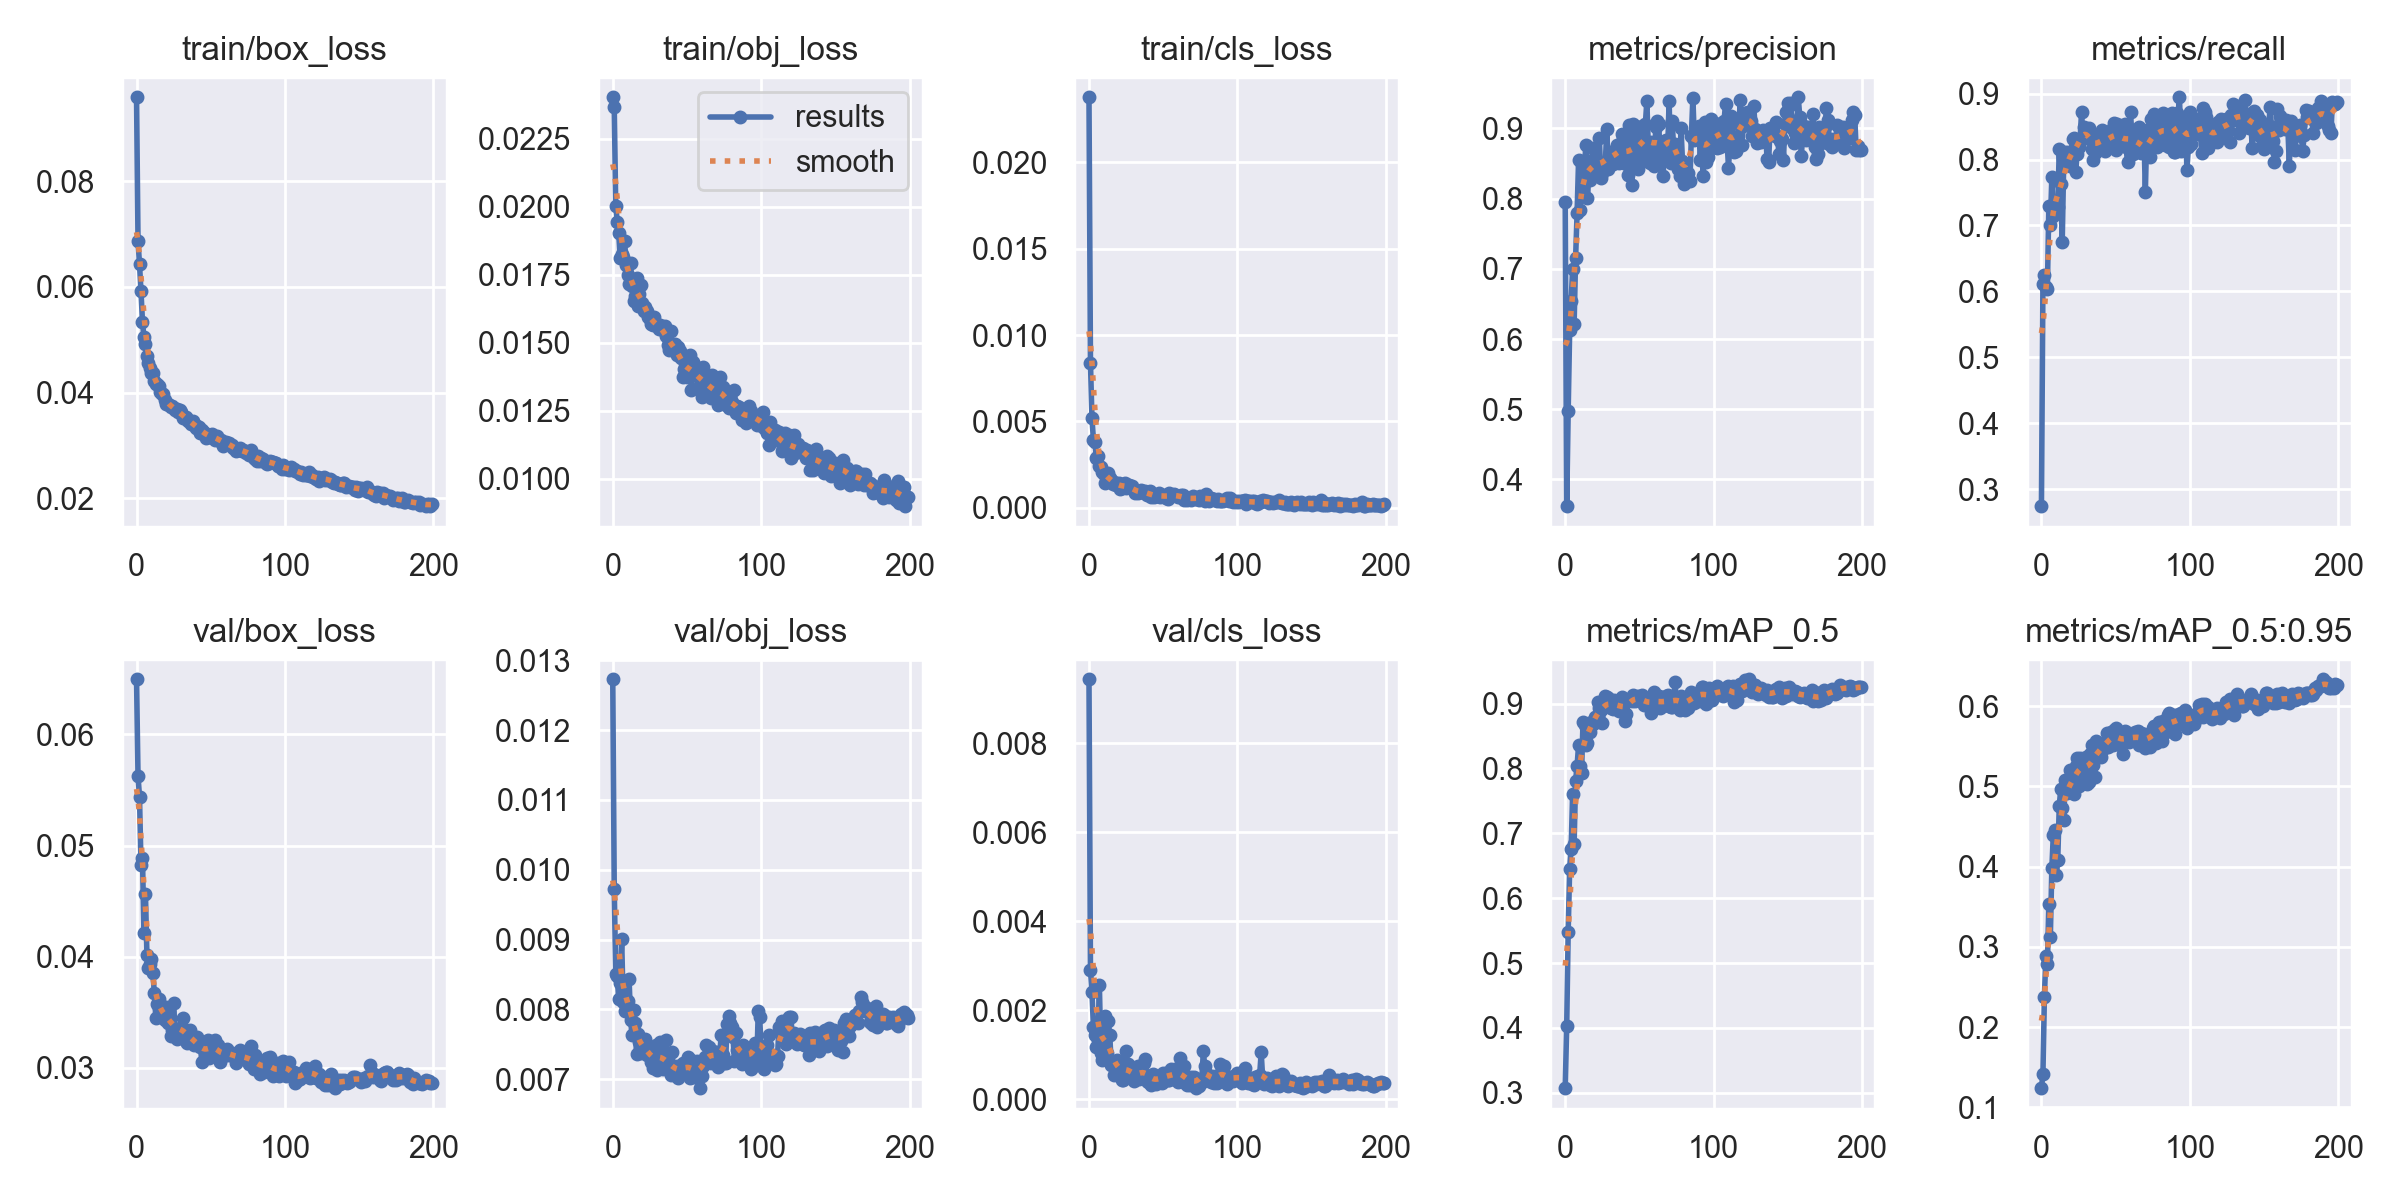 train/box_loss
0.08
0.06
0.04
0.02
0 100 200
train/obj_loss
results
smooth
0.0225
0.0200
0.0175
0.0150
0.0125
0.0100
0 100 200
train/cls_loss
0.020
0.015
0.010
0.005
0.000
0 100 200
metrics/precision
0.9
0.8
0.7
0.6
0.5
0.4
0 100 200
metrics/recall
0.9
0.8
0.7
0.6
0.5
0.4
0.3
0 100 200
val/box_loss
0.06
0.05
0.04
0.03
0 100 200
val/obj_loss
0.013
0.012
0.011
0.010
0.009
0.008
0.007
0 100 200
val/cls_loss
0.008
0.006
0.004
0.002
0.000
0 100 200
metrics/mAP_0.5
0.9
0.8
0.7
0.6
0.5
0.4
0.3
0 100 200
metrics/mAP_0.5:0.95
0.6
0.5
0.4
0.3
0.2
0.1
0 100 200